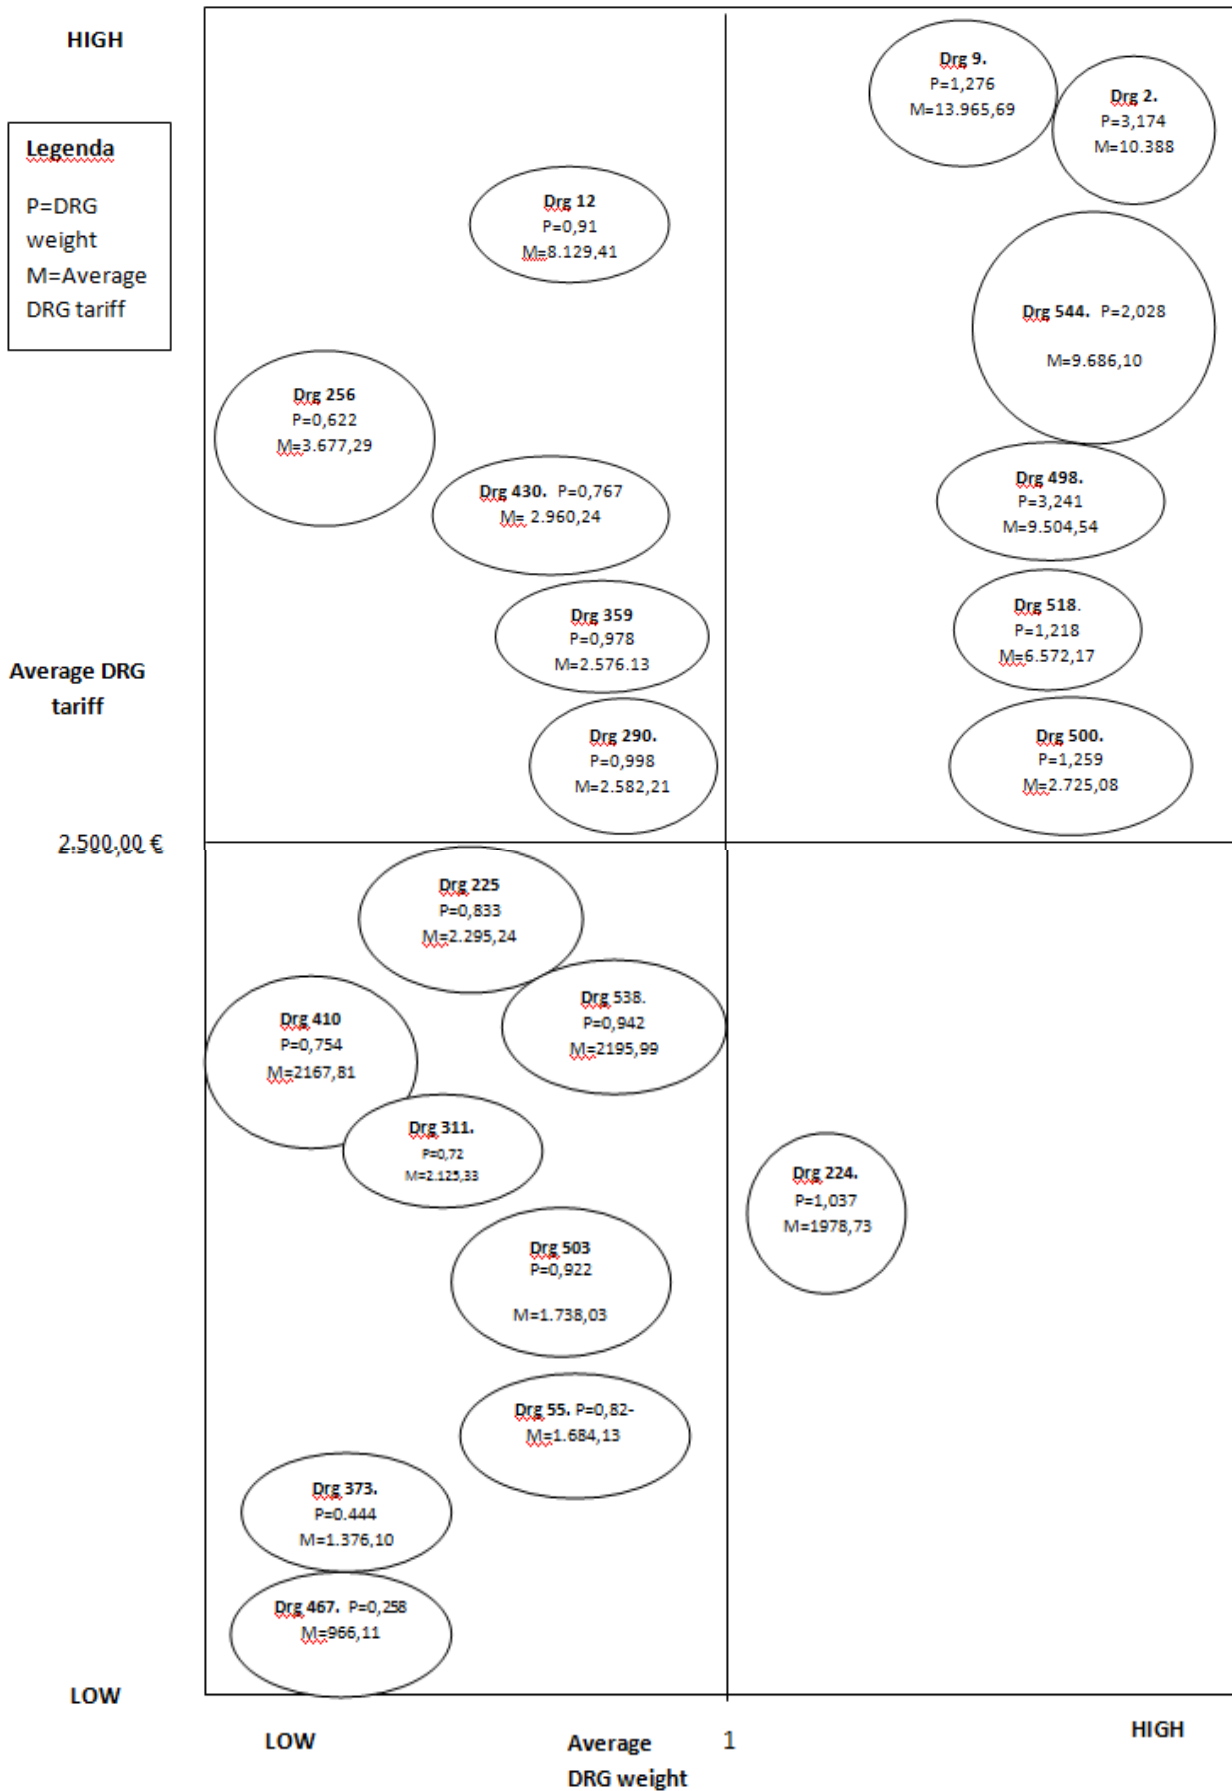 HIGH
Legenda
P=DRG
weight
M=Average
DRG tariff
Drg 9.
P=1,276
M=13.965,69
Drg 2.
P=3,174
M=10.388
Drg 12
P=0,91
M=8.129,41
Drg 544. P=2,028
M=9.686,10
Drg 256
P=0,622
M=3.677,29
Drg 430. P=0,767
M= 2.960,24
Drg 498.
P=3,241
M=9.504,54
Drg 359
P=0,978
M=2.576.13
Drg 518.
P=1,218
M=6.572,17
Average DRG
tariff
Drg 290.
P=0,998
M=2.582,21
Drg 500.
P=1,259
M=2.725,08
2.500,00 €
Drg 225
P=0,833
M=2.295,24
Drg 538.
P=0,942
M=2195,99
Drg 410
P=0,754
M=2167,81
Drg 311.
P=0,72
M=2.125,33
Drg 224.
P=1,037
M=1978,73
Drg 503
P=0,922
M=1.738,03
Drg 55. P=0,82-
M=1.684,13
Drg 373.
P=0.444
M=1.376,10
Drg 467. P=0,258
M=966,11
LOW
LOW
Average
DRG weight
1
HIGH